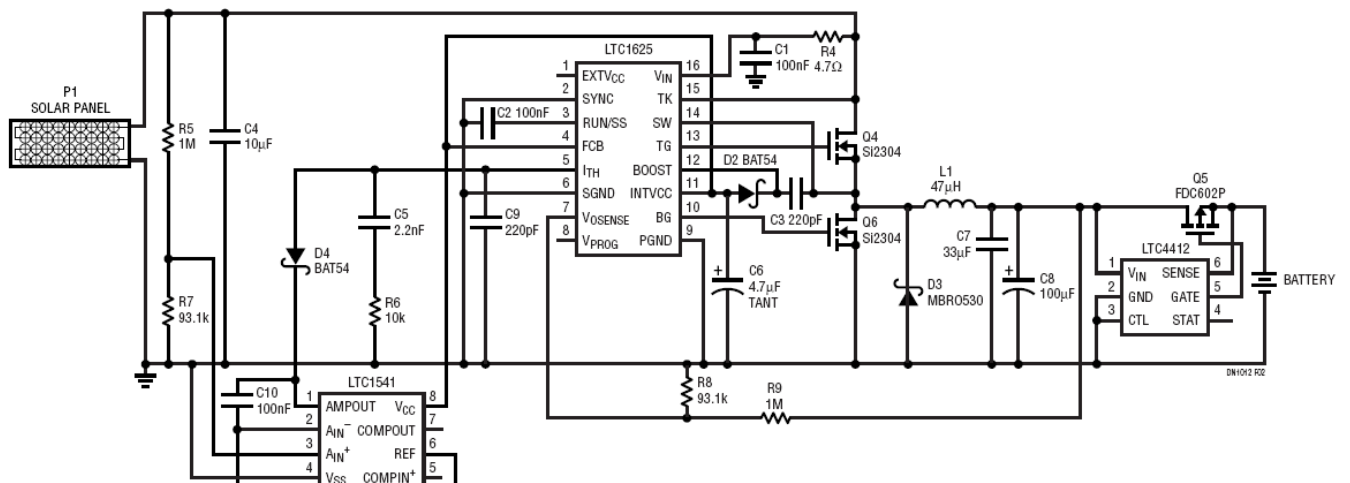 P1
SOLAR PANEL
R5
1M
C4
10µF
R7
93.1k
D4
BAT54
C5
2.2nF
R6
10k
C9
220pF
C2 100nF
LTC1625
1 EXTVCC VIN 16
2 SYNC TK 15
3 RUN/SS SW 14
4 FCB TG 13
5 ITH BOOST 12
6 SGND INTVCC 11
7 VOSENSE BG 10
8 VPROG PGND 9
C1
100nF
R4
4.7Ω
D2 BAT54
C3 220pF
C6
4.7µF
TANT
+
Q4
Si2304
Q6
Si2304
D3
MBRO530
L1
47µH
C7
33µF
C8
100µF
+
Q5
FDC602P
LTC4412
1 VIN SENSE 6
2 GND GATE 5
3 CTL STAT 4
BATTERY
DN1012 F02
R8
93.1k
R9
1M
C10
100nF
LTC1541
1 AMPOUT VCC 8
2 AIN– COMPOUT 7
3 AIN+ REF 6
4 VSS COMPIN+ 5